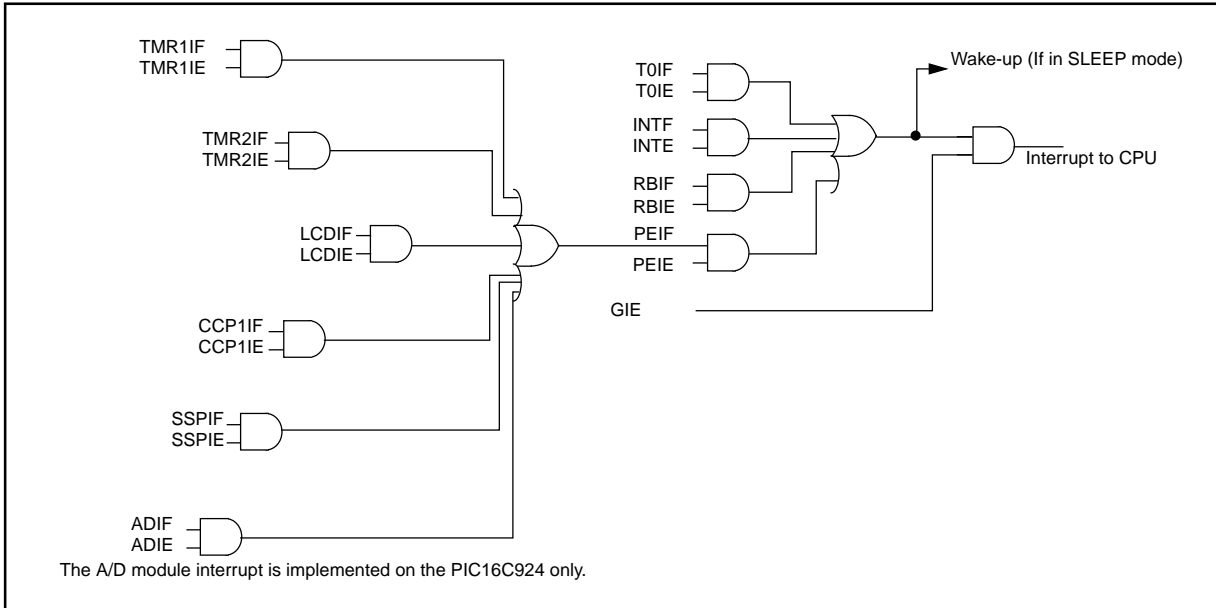 TMR1IF
TMR1IE
TMR2IF
TMR2IE
LCDIF
LCDIE
CCP1IF
CCP1IE
SSPIF
SSPIE
ADIF
ADIE
T0IF
T0IE
INTF
INTE
RBIF
RBIE
PEIF
PEIE
GIE
Wake-up (If in SLEEP mode)
Interrupt to CPU
The A/D module interrupt is implemented on the PIC16C924 only.